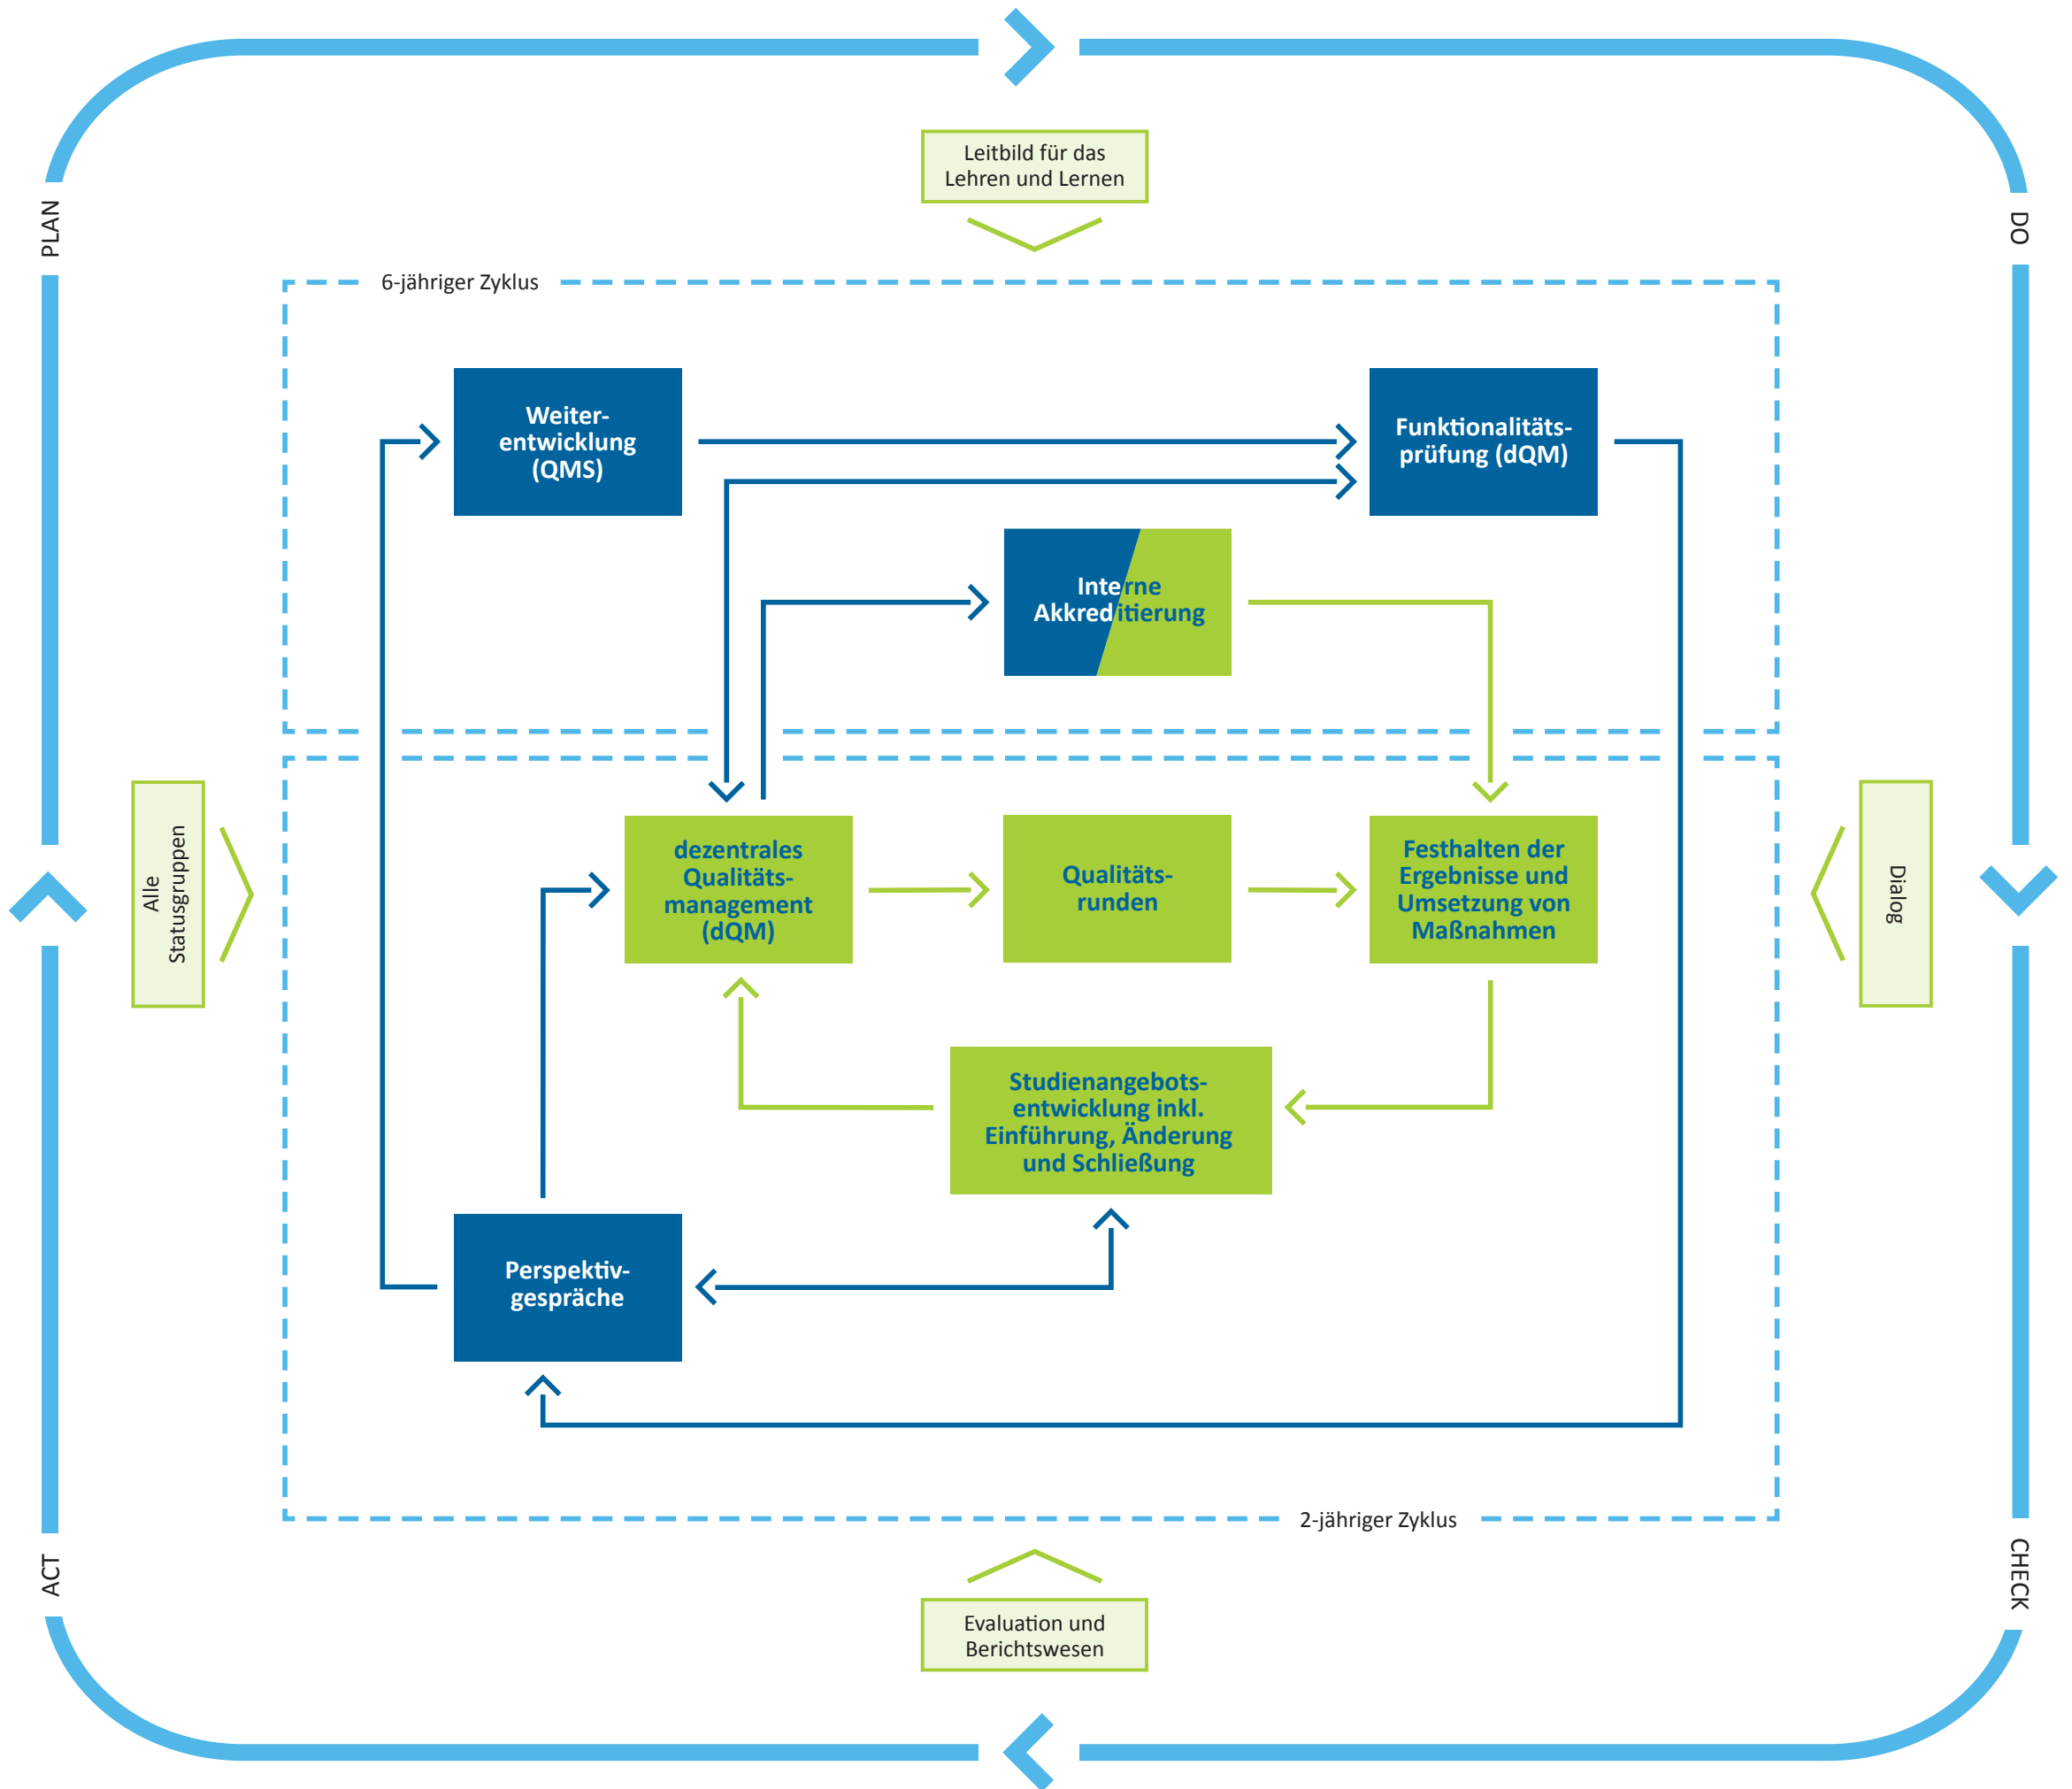 PLAN
DO
Leitbild für das
Lehren und Lernen
6-jähriger Zyklus
Weiter-
entwicklung
(QMS)
Funktionalitäts-
prüfung (dQM)
Interne
Akkreditierung
Alle
Statusgruppen
dezentrales
Qualitäts-
management
(dQM)
Qualitäts-
runden
Festhalten der
Ergebnisse und
Umsetzung von
Maßnahmen
Dialog
Studienangebots-
entwicklung inkl.
Einführung, Änderung
und Schließung
Perspektiv-
gespräche
2-jähriger Zyklus
ACT
CHECK
Evaluation und
Berichtswesen